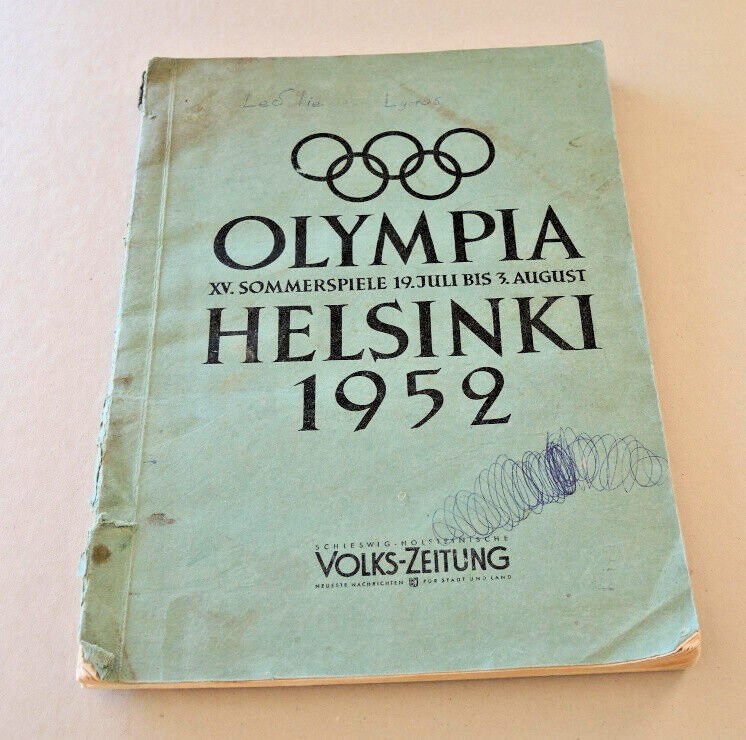 OLYMPIA
XV. SOMMERSPIELE 19. JULI BIS 3. AUGUST
HELSINKI
1952
SCHLESWIG-HOLSTEINISCHE
VOLKS-ZEITUNG
NEUESTE NACHRICHTEN FÜR STADT UND LAND